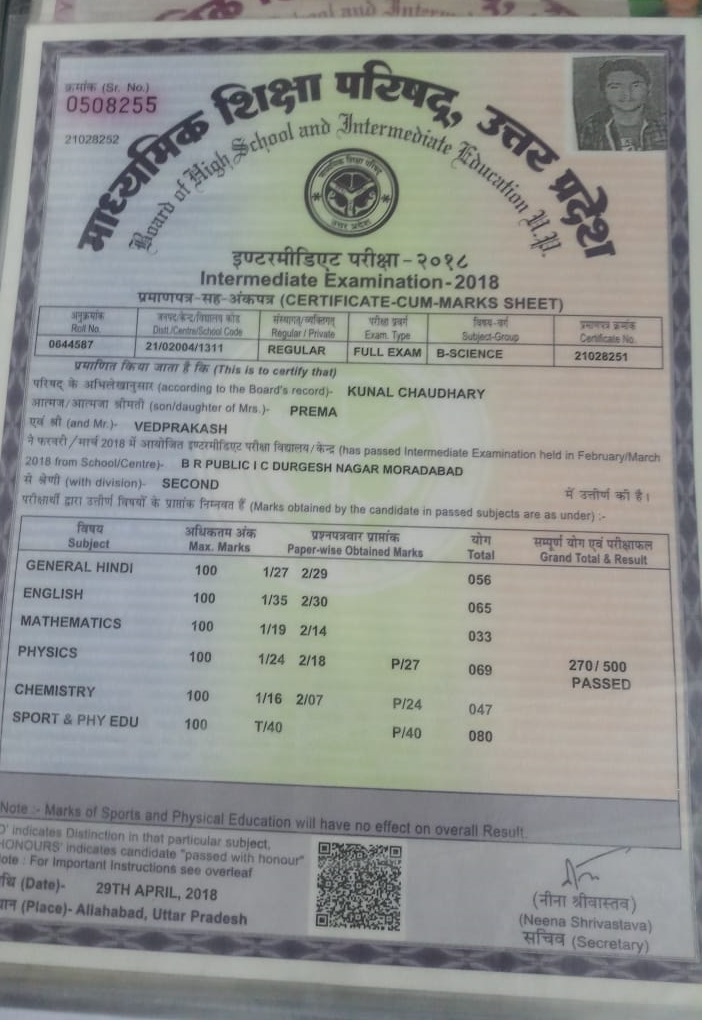 क्रमांक (Sr. No.)
0508255
21028252
माध्यमिक शिक्षा परिषद्, उत्तर प्रदेश
Board of High School and Intermediate Education U.P.
इण्टरमीडिएट परीक्षा - २०१८
Intermediate Examination - 2018
प्रमाणपत्र-सह-अंकपत्र (CERTIFICATE-CUM-MARKS SHEET)
अनुक्रमांक जनपद/केन्द्र/विद्यालय कोड संस्थागत/व्यक्तिगत परीक्षा प्रवर्ग विषय-वर्ग प्रमाणपत्र क्रमांक
Roll No. Distt./Centre/School Code Regular / Private Exam. Type Subject-Group Certificate No.
0644587 21/02004/1311 REGULAR FULL EXAM B-SCIENCE 21028251
प्रमाणित किया जाता है कि (This is to certify that)
परिषद के अभिलेखानुसार (according to the Board's record)- KUNAL CHAUDHARY
आत्मज/आत्मजा श्रीमती (son/daughter of Mrs.)- PREMA
एवं श्री (and Mr.)- VEDPRAKASH
ने फरवरी/मार्च 2018 में आयोजित इण्टरमीडिएट परीक्षा विद्यालय/केन्द्र (has passed Intermediate Examination held in February/March
2018 from School/Centre)- B R PUBLIC I C DURGESH NAGAR MORADABAD
से श्रेणी (with division)- SECOND में उत्तीर्ण की है।
परीक्षार्थी द्वारा उत्तीर्ण विषयों के प्राप्तांक निम्नवत हैं (Marks obtained by the candidate in passed subjects are as under) :-
विषय अधिकतम अंक प्रश्नपत्रवार प्राप्तांक योग सम्पूर्ण योग एवं परीक्षाफल
Subject Max. Marks Paper-wise Obtained Marks Total Grand Total & Result
GENERAL HINDI 100 1/27 2/29 056
ENGLISH 100 1/35 2/30 065
MATHEMATICS 100 1/19 2/14 033
PHYSICS 100 1/24 2/18 P/27 069 270/ 500
PASSED
CHEMISTRY 100 1/16 2/07 P/24 047
SPORT & PHY EDU 100 T/40 P/40 080
Note :- Marks of Sports and Physical Education will have no effect on overall Result.
D' indicates Distinction in that particular subject,
HONOURS' indicates candidate "passed with honour"
ote : For Important Instructions see overleaf
थि (Date)- 29TH APRIL, 2018
ान (Place)- Allahabad, Uttar Pradesh
(नीना श्रीवास्तव)
(Neena Shrivastava)
सचिव (Secretary)